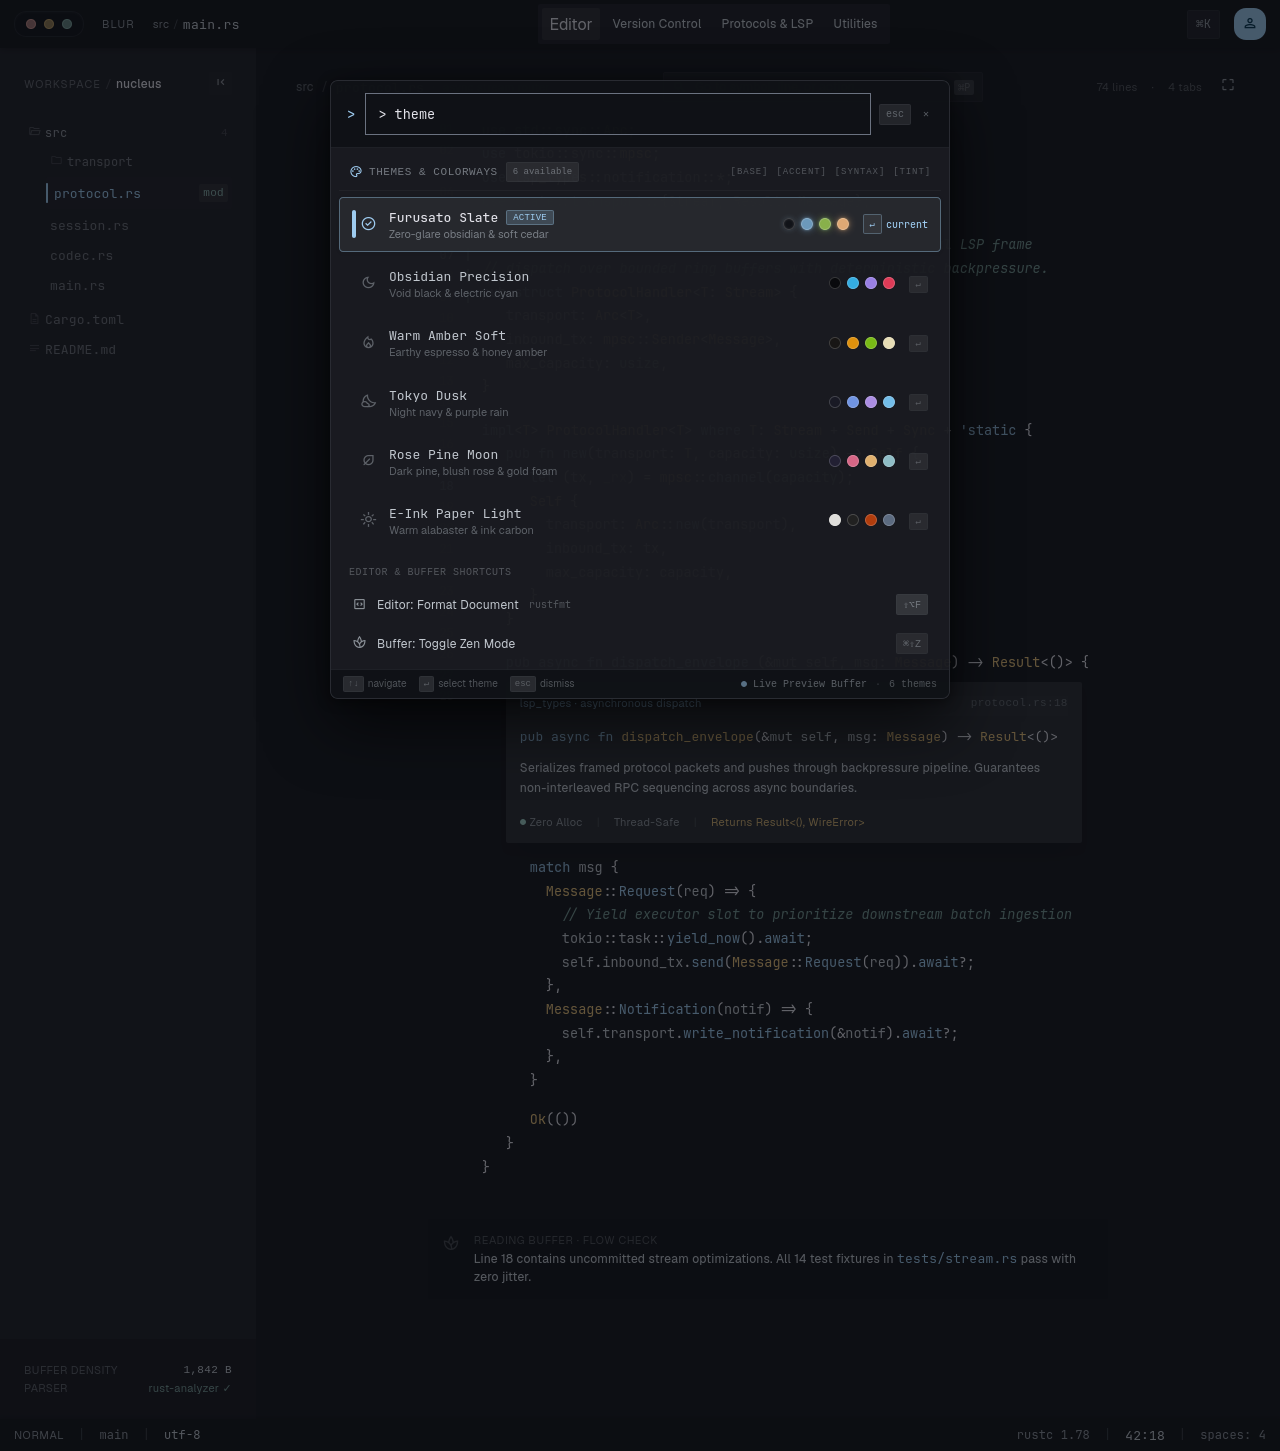 BLUR src / main.rs
Editor Version Control Protocols & LSP Utilities
⌘K
WORKSPACE / nucleus
src 4
transport
protocol.rs mod
session.rs
codec.rs
main.rs
Cargo.toml
README.md
src /
⌘P
74 lines · 4 tabs
> > theme esc ×
THEMES & COLORWAYS 6 available [BASE] [ACCENT] [SYNTAX] [TINT]
Furusato Slate ACTIVE
Zero-glare obsidian & soft cedar
↵ current
Obsidian Precision
Void black & electric cyan
↵
Warm Amber Soft
Earthy espresso & honey amber
↵
Tokyo Dusk
Night navy & purple rain
↵
Rose Pine Moon
Dark pine, blush rose & gold foam
↵
E-Ink Paper Light
Warm alabaster & ink carbon
↵
EDITOR & BUFFER SHORTCUTS
Editor: Format Document rustfmt ⇧⌥F
Buffer: Toggle Zen Mode ⌘⇧Z
↑↓ navigate ↵ select theme esc dismiss Live Preview Buffer · 6 themes
LSP frame
ackpressure.
'static {
) -> Result<()> {
lsp_types · asynchronous dispatch protocol.rs:18
pub async fn dispatch_envelope(&mut self, msg: Message) -> Result<()>
Serializes framed protocol packets and pushes through backpressure pipeline. Guarantees
non-interleaved RPC sequencing across async boundaries.
Zero Alloc | Thread-Safe | Returns Result<(), WireError>
match msg {
Message::Request(req) => {
// Yield executor slot to prioritize downstream batch ingestion
tokio::task::yield_now().await;
self.inbound_tx.send(Message::Request(req)).await?;
},
Message::Notification(notif) => {
self.transport.write_notification(&notif).await?;
},
}
Ok(())
}
}
READING BUFFER · FLOW CHECK
Line 18 contains uncommitted stream optimizations. All 14 test fixtures in tests/stream.rs pass with
zero jitter.
BUFFER DENSITY 1,842 B
PARSER rust-analyzer ✓
NORMAL | main | utf-8
rustc 1.78 | 42:18 | spaces: 4